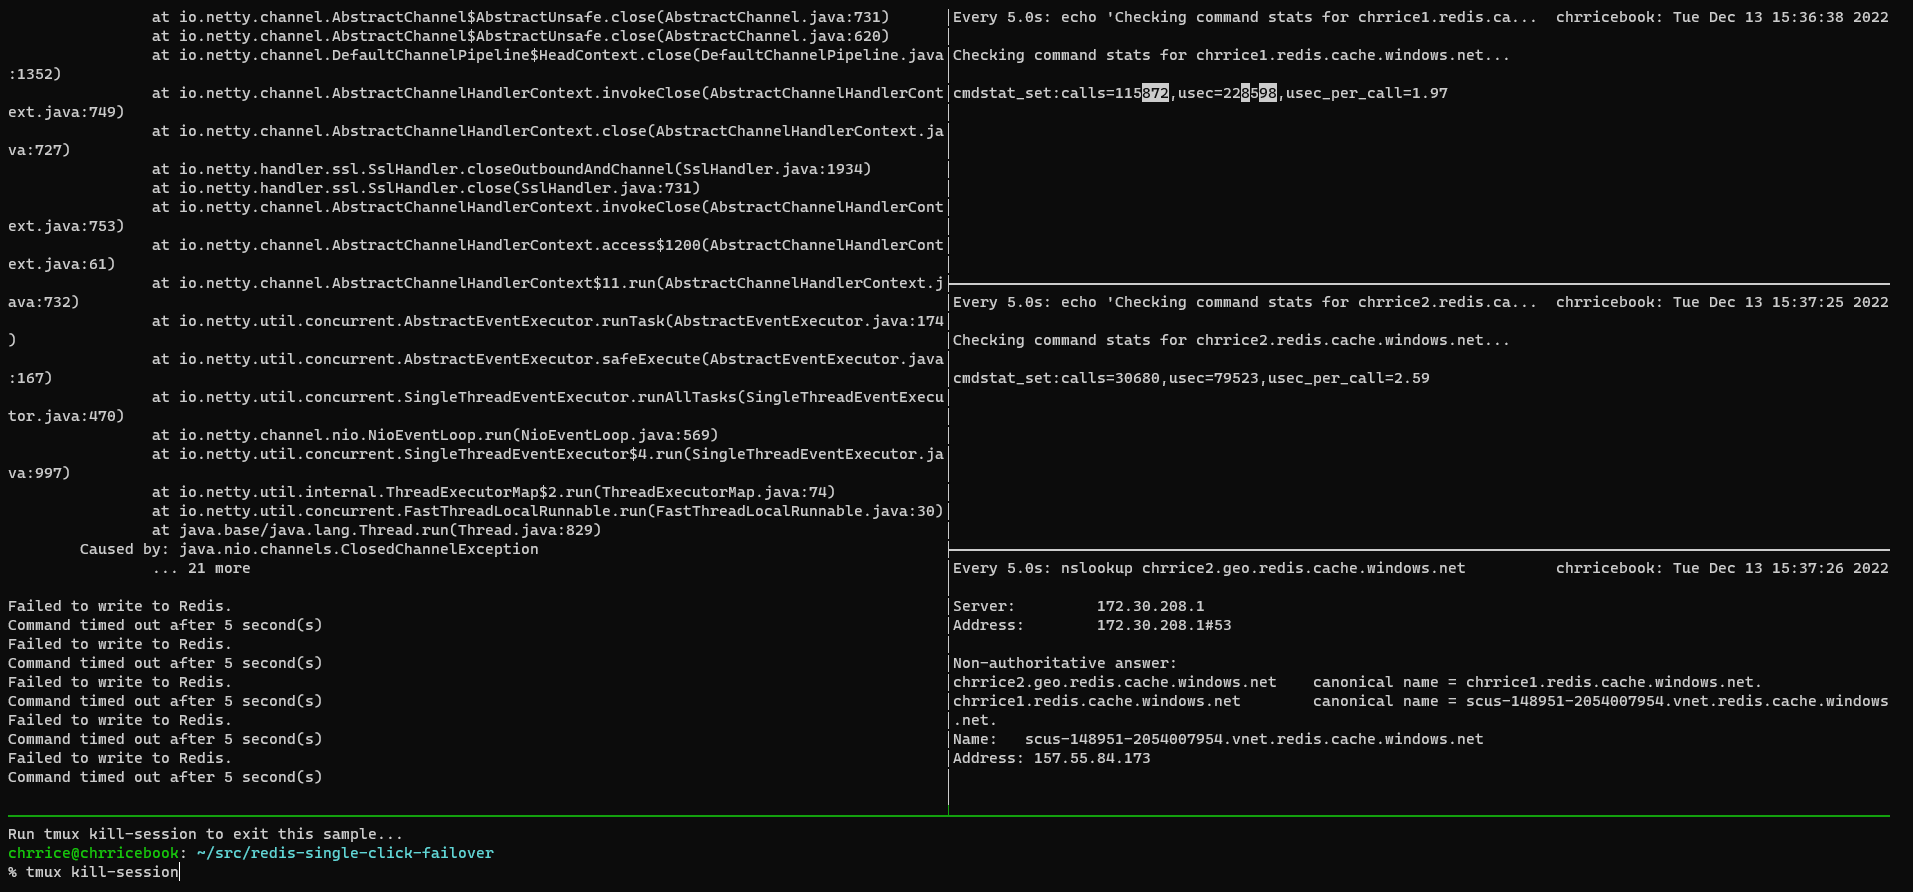 at io.netty.channel.AbstractChannel$AbstractUnsafe.close(AbstractChannel.java:731)
at io.netty.channel.AbstractChannel$AbstractUnsafe.close(AbstractChannel.java:620)
at io.netty.channel.DefaultChannelPipeline$HeadContext.close(DefaultChannelPipeline.java
:1352)
at io.netty.channel.AbstractChannelHandlerContext.invokeClose(AbstractChannelHandlerCont
ext.java:749)
at io.netty.channel.AbstractChannelHandlerContext.close(AbstractChannelHandlerContext.ja
va:727)
at io.netty.handler.ssl.SslHandler.closeOutboundAndChannel(SslHandler.java:1934)
at io.netty.handler.ssl.SslHandler.close(SslHandler.java:731)
at io.netty.channel.AbstractChannelHandlerContext.invokeClose(AbstractChannelHandlerCont
ext.java:753)
at io.netty.channel.AbstractChannelHandlerContext.access$1200(AbstractChannelHandlerCont
ext.java:61)
at io.netty.channel.AbstractChannelHandlerContext$11.run(AbstractChannelHandlerContext.j
ava:732)
at io.netty.util.concurrent.AbstractEventExecutor.runTask(AbstractEventExecutor.java:174
)
at io.netty.util.concurrent.AbstractEventExecutor.safeExecute(AbstractEventExecutor.java
:167)
at io.netty.util.concurrent.SingleThreadEventExecutor.runAllTasks(SingleThreadEventExecu
tor.java:470)
at io.netty.channel.nio.NioEventLoop.run(NioEventLoop.java:569)
at io.netty.util.concurrent.SingleThreadEventExecutor$4.run(SingleThreadEventExecutor.ja
va:997)
at io.netty.util.internal.ThreadExecutorMap$2.run(ThreadExecutorMap.java:74)
at io.netty.util.concurrent.FastThreadLocalRunnable.run(FastThreadLocalRunnable.java:30)
at java.base/java.lang.Thread.run(Thread.java:829)
Caused by: java.nio.channels.ClosedChannelException
... 21 more
Failed to write to Redis.
Command timed out after 5 second(s)
Failed to write to Redis.
Command timed out after 5 second(s)
Failed to write to Redis.
Command timed out after 5 second(s)
Failed to write to Redis.
Command timed out after 5 second(s)
Failed to write to Redis.
Command timed out after 5 second(s)
Every 5.0s: echo 'Checking command stats for chrrice1.redis.ca... chrricebook: Tue Dec 13 15:36:38 2022
Checking command stats for chrrice1.redis.cache.windows.net...
cmdstat_set:calls=115872,usec=228598,usec_per_call=1.97
Every 5.0s: echo 'Checking command stats for chrrice2.redis.ca... chrricebook: Tue Dec 13 15:37:25 2022
Checking command stats for chrrice2.redis.cache.windows.net...
cmdstat_set:calls=30680,usec=79523,usec_per_call=2.59
Every 5.0s: nslookup chrrice2.geo.redis.cache.windows.net chrricebook: Tue Dec 13 15:37:26 2022
Server: 172.30.208.1
Address: 172.30.208.1#53
Non-authoritative answer:
chrrice2.geo.redis.cache.windows.net canonical name = chrrice1.redis.cache.windows.net.
chrrice1.redis.cache.windows.net canonical name = scus-148951-2054007954.vnet.redis.cache.windows
.net.
Name: scus-148951-2054007954.vnet.redis.cache.windows.net
Address: 157.55.84.173
Run tmux kill-session to exit this sample...
chrrice@chrricebook: ~/src/redis-single-click-failover
% tmux kill-session